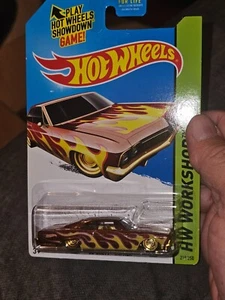 PLAY
HOT WHEELS
SHOWDOWN
GAME!
FOR LIFE
HOT WHEELS
HW WORKSHOP